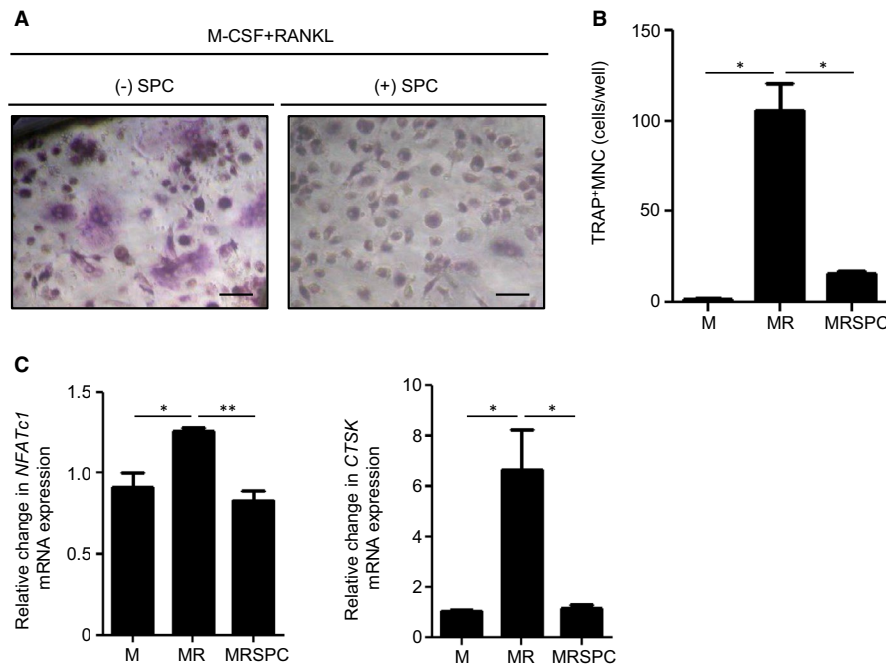 A
M-CSF+RANKL
(-) SPC
(+) SPC
B
TRAP⁺MNC (cells/well)
150
100
50
0
*
*
M
MR
MRSPC
C
Relative change in NFATc1
mRNA expression
1.5
1.0
0.5
0
*
**
M
MR
MRSPC
Relative change in CTSK
mRNA expression
10
8
6
4
2
0
*
*
M
MR
MRSPC